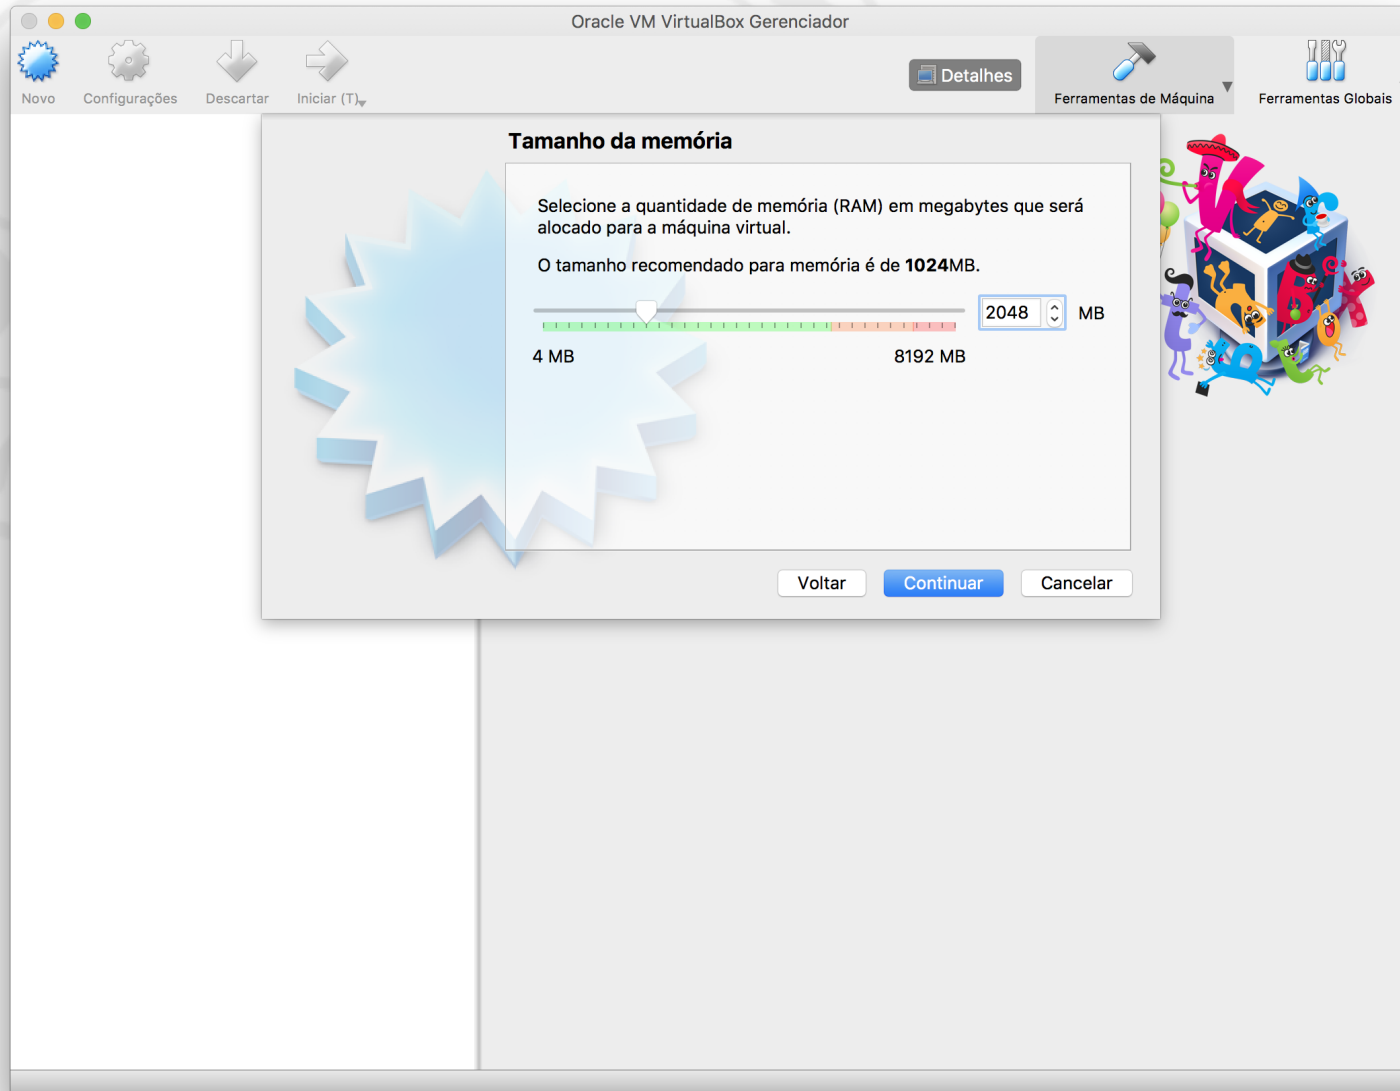 Oracle VM VirtualBox Gerenciador
Novo
Configurações
Descartar
Iniciar (T)
Detalhes
Ferramentas de Máquina
Ferramentas Globais
Tamanho da memória
Selecione a quantidade de memória (RAM) em megabytes que será
alocado para a máquina virtual.
O tamanho recomendado para memória é de 1024MB.
2048 MB
4 MB
8192 MB
Voltar
Continuar
Cancelar